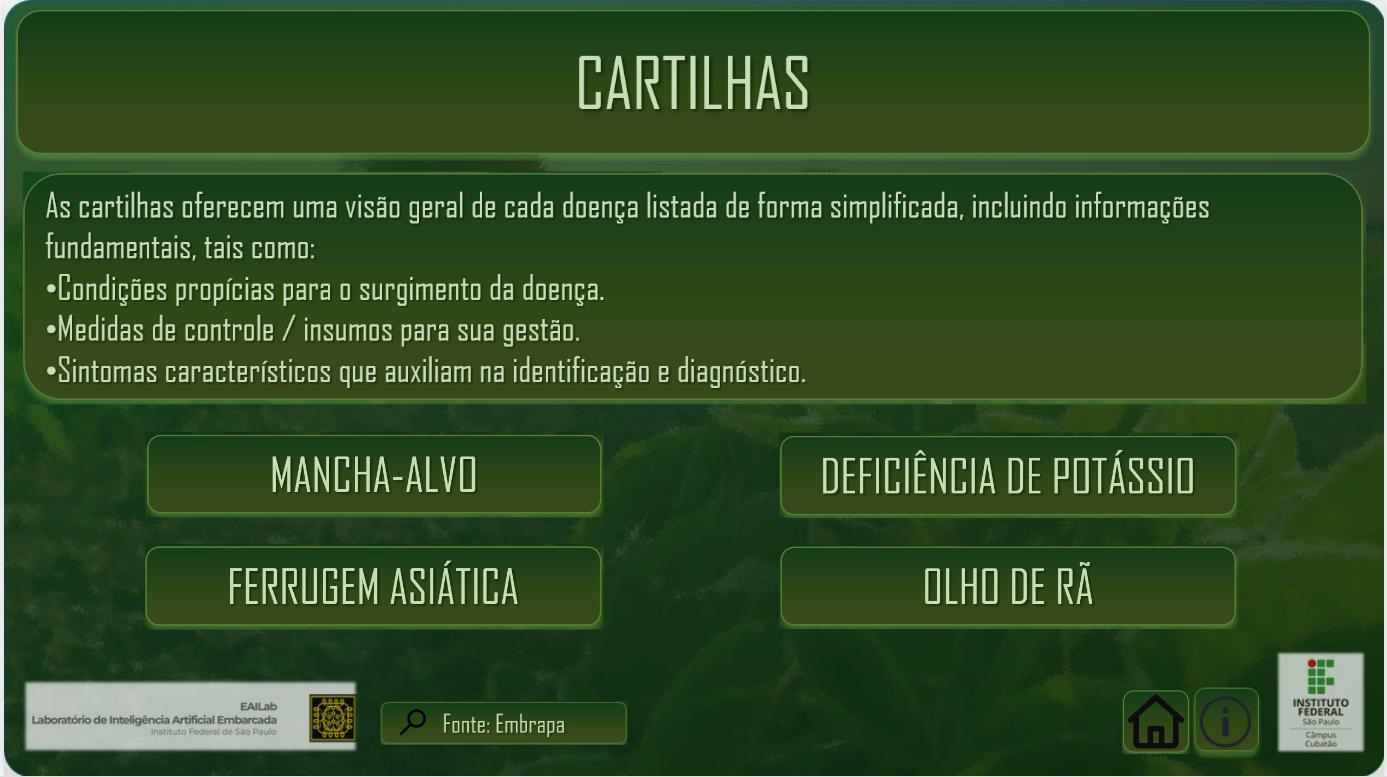 CARTILHAS
As cartilhas oferecem uma visão geral de cada doença listada de forma simplificada, incluindo informações
fundamentais, tais como:
•Condições propícias para o surgimento da doença.
•Medidas de controle / insumos para sua gestão.
•Sintomas característicos que auxiliam na identificação e diagnóstico.
MANCHA-ALVO
DEFICIÊNCIA DE POTÁSSIO
FERRUGEM ASIÁTICA
OLHO DE RÃ
EAILab
Laboratório de Inteligência Artificial Embarcada
Instituto Federal de São Paulo
Fonte: Embrapa
INSTITUTO
FEDERAL
São Paulo
Câmpus
Cubatão